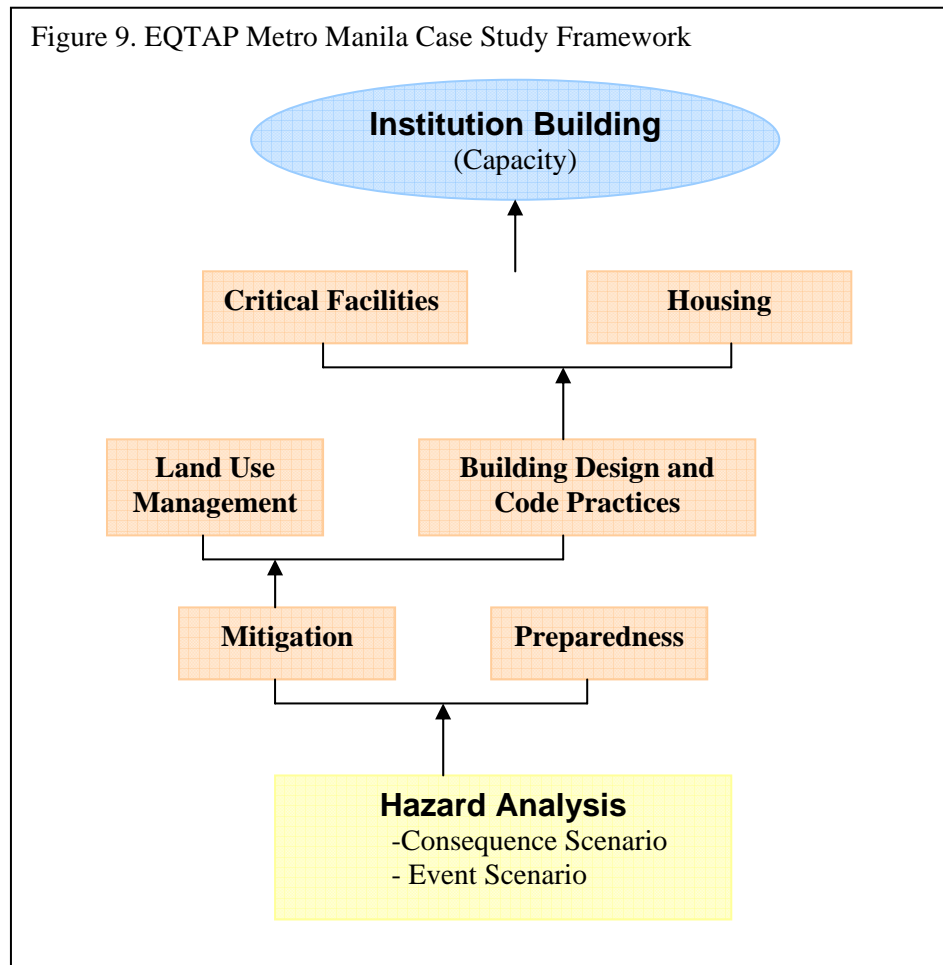 Figure 9. EQTAP Metro Manila Case Study Framework
Institution Building
(Capacity)
Critical Facilities
Housing
Land Use
Management
Building Design and
Code Practices
Mitigation
Preparedness
Hazard Analysis
-Consequence Scenario
- Event Scenario